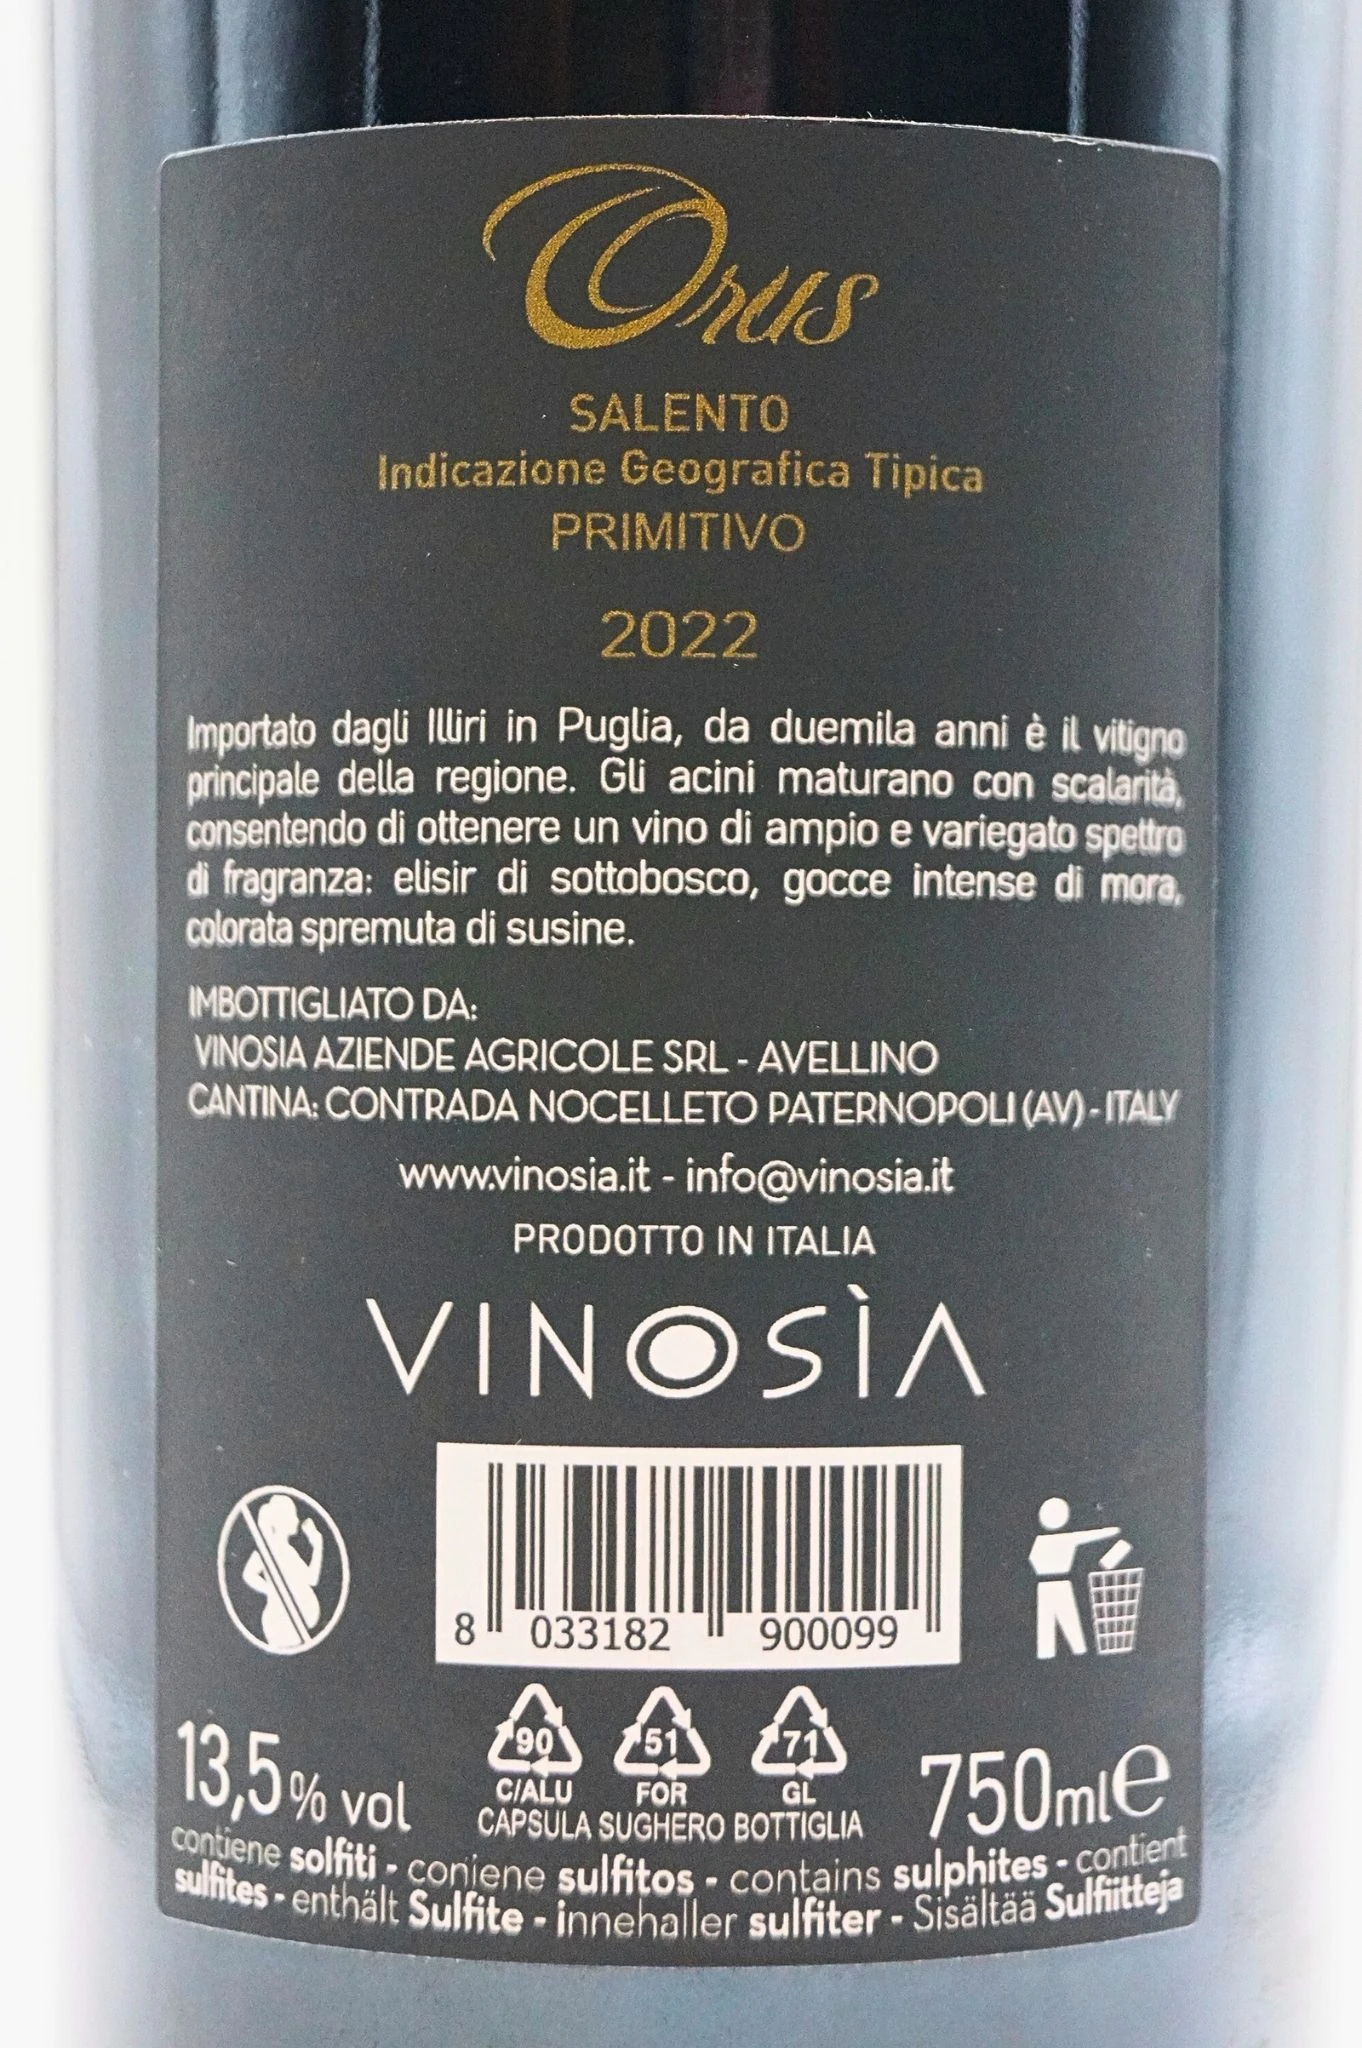 Orus
SALENTO
Indicazione Geografica Tipica
PRIMITIVO
2022
Importato dagli Illiri in Puglia, da duemila anni è il vitigno
principale della regione. Gli acini maturano con scalarità,
consentendo di ottenere un vino di ampio e variegato spettro
di fragranza: elisir di sottobosco, gocce intense di mora,
colorata spremuta di susine.
IMBOTTIGLIATO DA:
VINOSIA AZIENDE AGRICOLE SRL - AVELLINO
CANTINA: CONTRADA NOCELLETO PATERNOPOLI (AV) - ITALY
www.vinosia.it - info@vinosia.it
PRODOTTO IN ITALIA
VINOSÌA
8 033182 900099
90 51 71
C/ALU FOR GL
CAPSULA SUGHERO BOTTIGLIA
13,5% vol
750ml e
contiene solfiti - coniene sulfitos - contains sulphites - contient
sulfites - enthält Sulfite - innehaller sulfiter - Sisältää Sulfiitteja